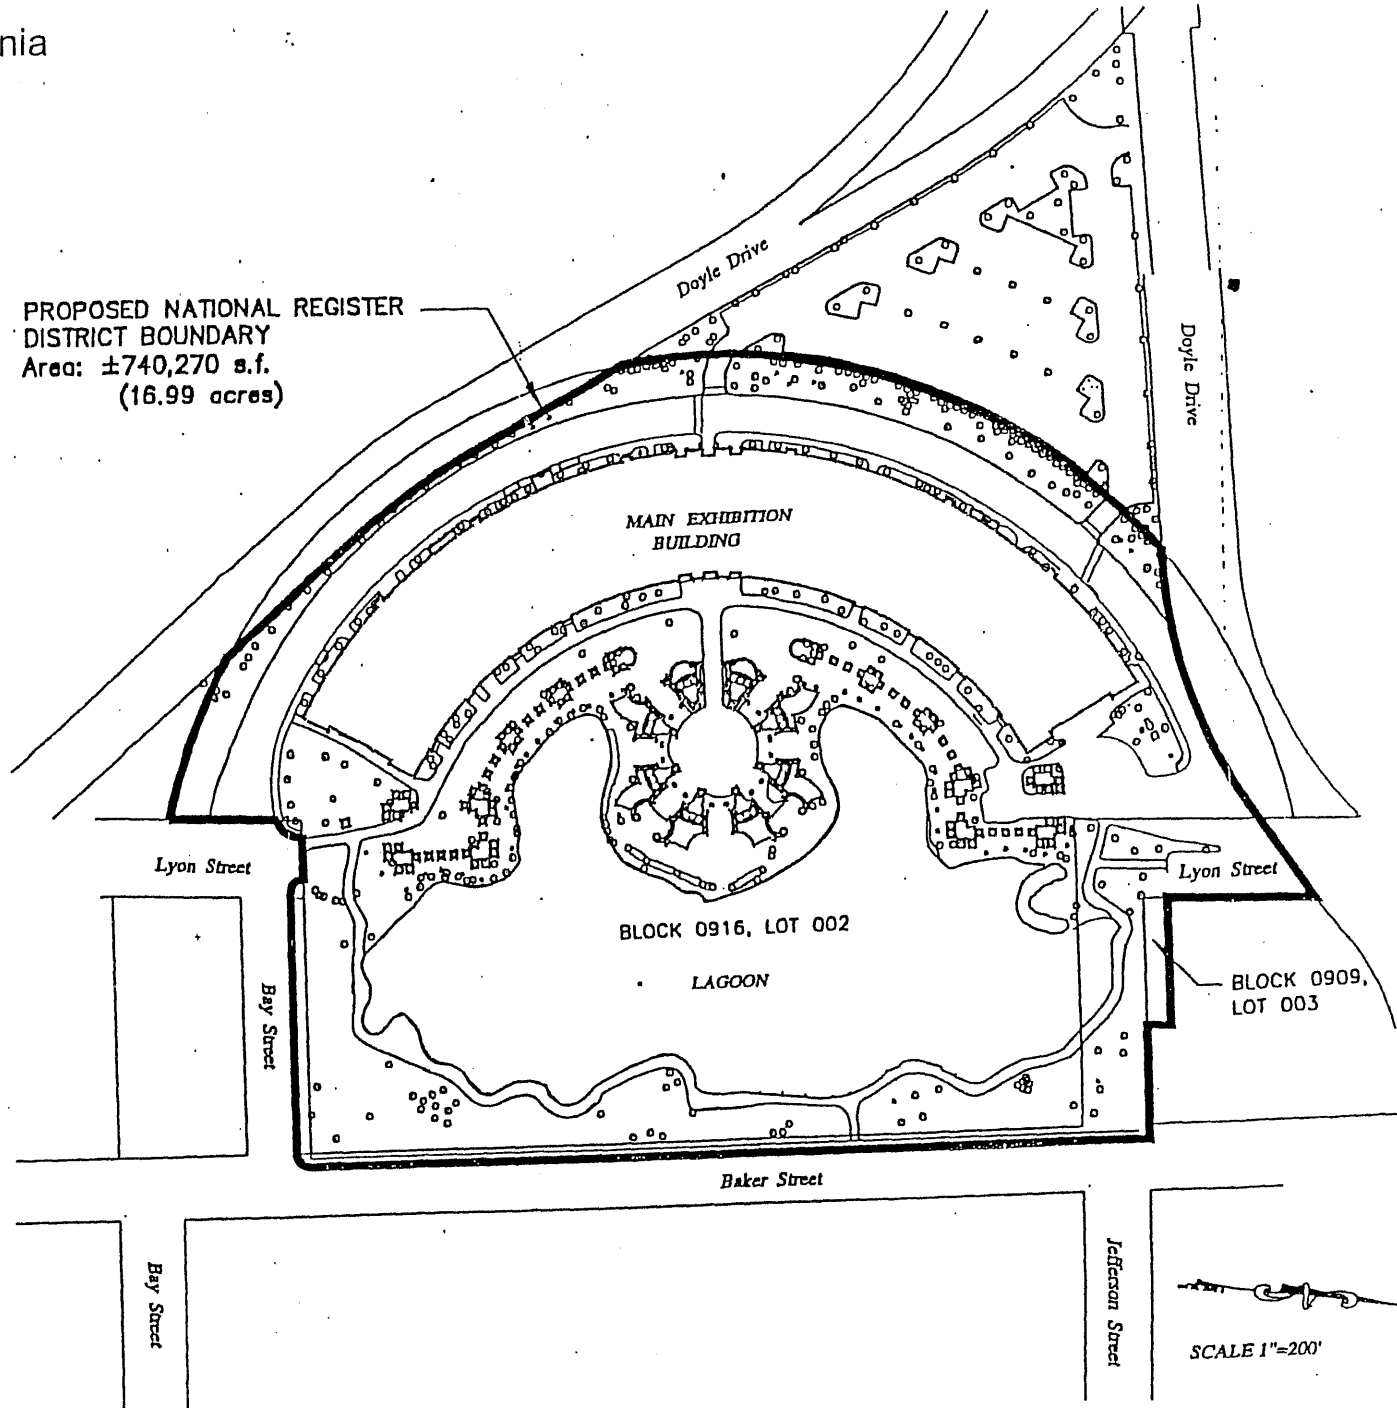 nia
Doyle Drive
PROPOSED NATIONAL REGISTER
DISTRICT BOUNDARY
Area: ±740,270 s.f.
(16.99 acres)
Doyle Drive
MAIN EXHIBITION
BUILDING
Lyon Street
Lyon Street
BLOCK 0916, LOT 002
LAGOON
BLOCK 0909,
LOT 003
Bay Street
Baker Street
Bay Street
Jefferson Street
SCALE 1"=200'